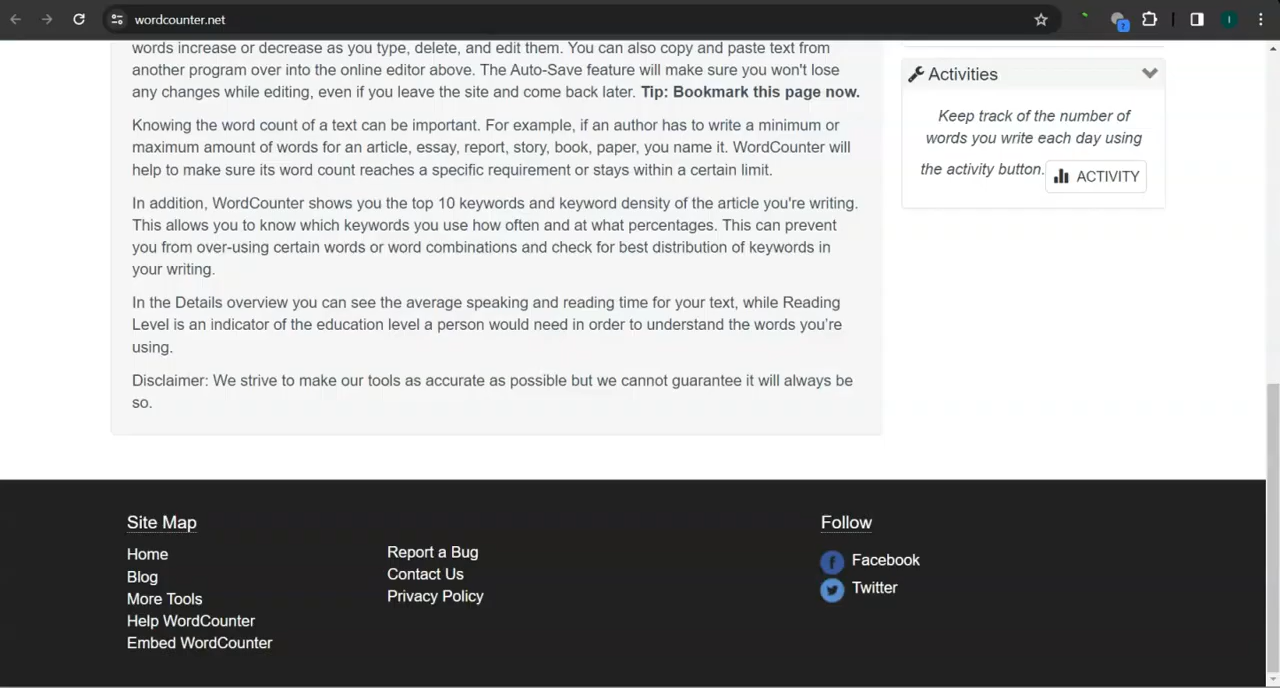 wordcounter.net
words increase or decrease as you type, delete, and edit them. You can also copy and paste text from
another program over into the online editor above. The Auto-Save feature will make sure you won't lose
any changes while editing, even if you leave the site and come back later. Tip: Bookmark this page now.
Knowing the word count of a text can be important. For example, if an author has to write a minimum or
maximum amount of words for an article, essay, report, story, book, paper, you name it. WordCounter will
help to make sure its word count reaches a specific requirement or stays within a certain limit.
In addition, WordCounter shows you the top 10 keywords and keyword density of the article you're writing.
This allows you to know which keywords you use how often and at what percentages. This can prevent
you from over-using certain words or word combinations and check for best distribution of keywords in
your writing.
In the Details overview you can see the average speaking and reading time for your text, while Reading
Level is an indicator of the education level a person would need in order to understand the words you're
using.
Disclaimer: We strive to make our tools as accurate as possible but we cannot guarantee it will always be
so.
Activities
Keep track of the number of
words you write each day using
the activity button. ACTIVITY
Site Map
Home
Blog
More Tools
Help WordCounter
Embed WordCounter
Report a Bug
Contact Us
Privacy Policy
Follow
Facebook
Twitter